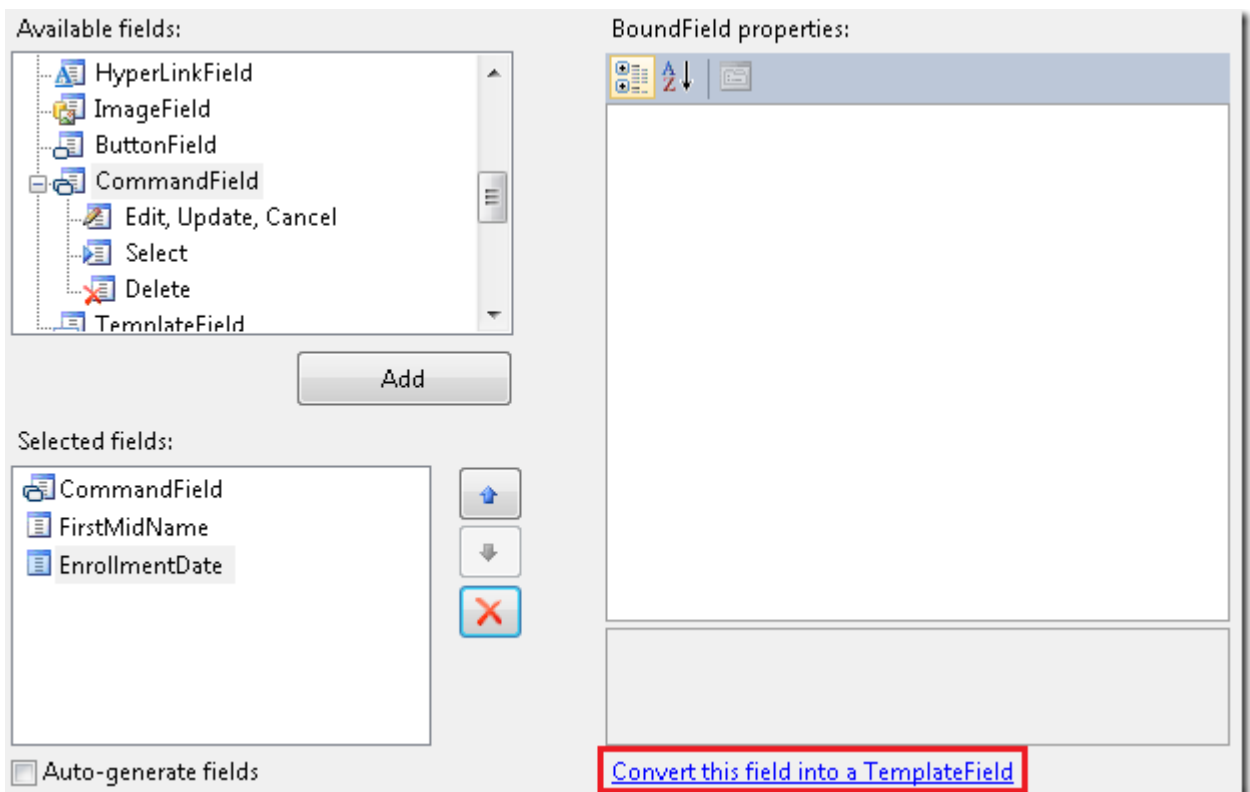 Available fields:
HyperLinkField
ImageField
ButtonField
CommandField
Edit, Update, Cancel
Select
Delete
TemplateField
Add
Selected fields:
CommandField
FirstMidName
EnrollmentDate
Auto-generate fields
BoundField properties:
A
Z
Convert this field into a TemplateField